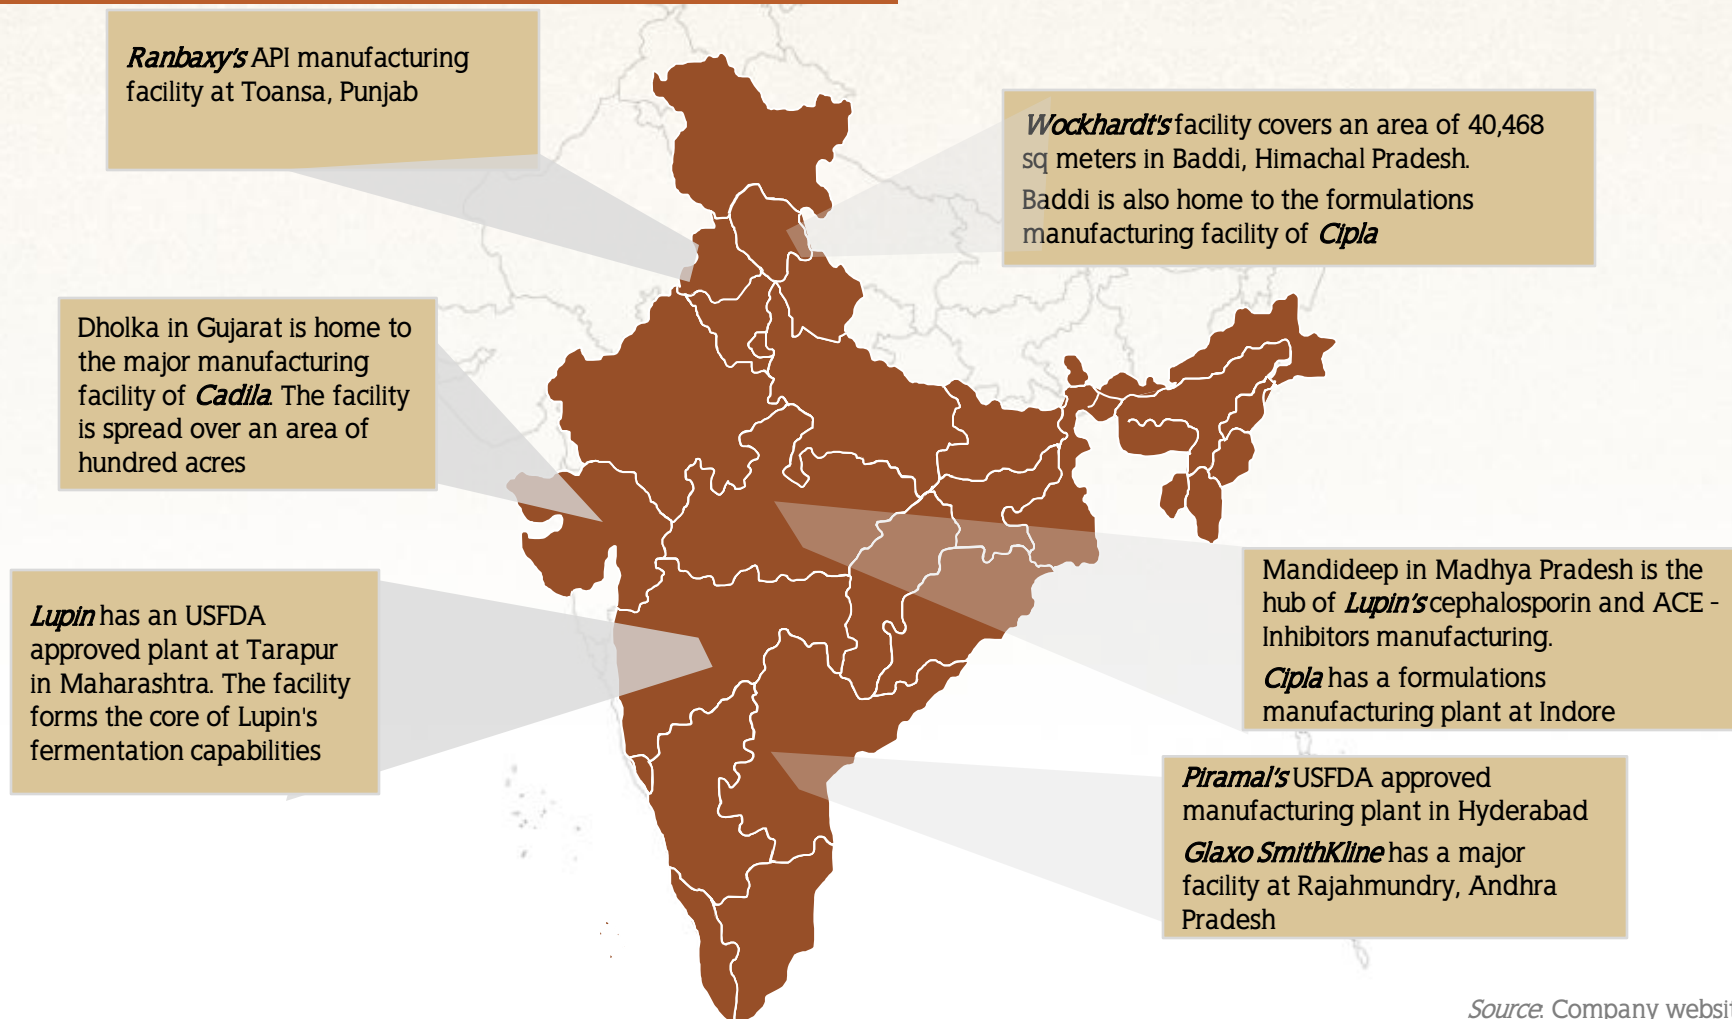 Ranbaxy's API manufacturing
facility at Toansa, Punjab
Wockhardt's facility covers an area of 40,468
sq meters in Baddi, Himachal Pradesh.
Baddi is also home to the formulations
manufacturing facility of Cipla
Dholka in Gujarat is home to
the major manufacturing
facility of Cadila. The facility
is spread over an area of
hundred acres
Lupin has an USFDA
approved plant at Tarapur
in Maharashtra. The facility
forms the core of Lupin's
fermentation capabilities
Mandideep in Madhya Pradesh is the
hub of Lupin's cephalosporin and ACE -
Inhibitors manufacturing.
Cipla has a formulations
manufacturing plant at Indore
Piramal's USFDA approved
manufacturing plant in Hyderabad
Glaxo SmithKline has a major
facility at Rajahmundry, Andhra
Pradesh
Source: Company websit